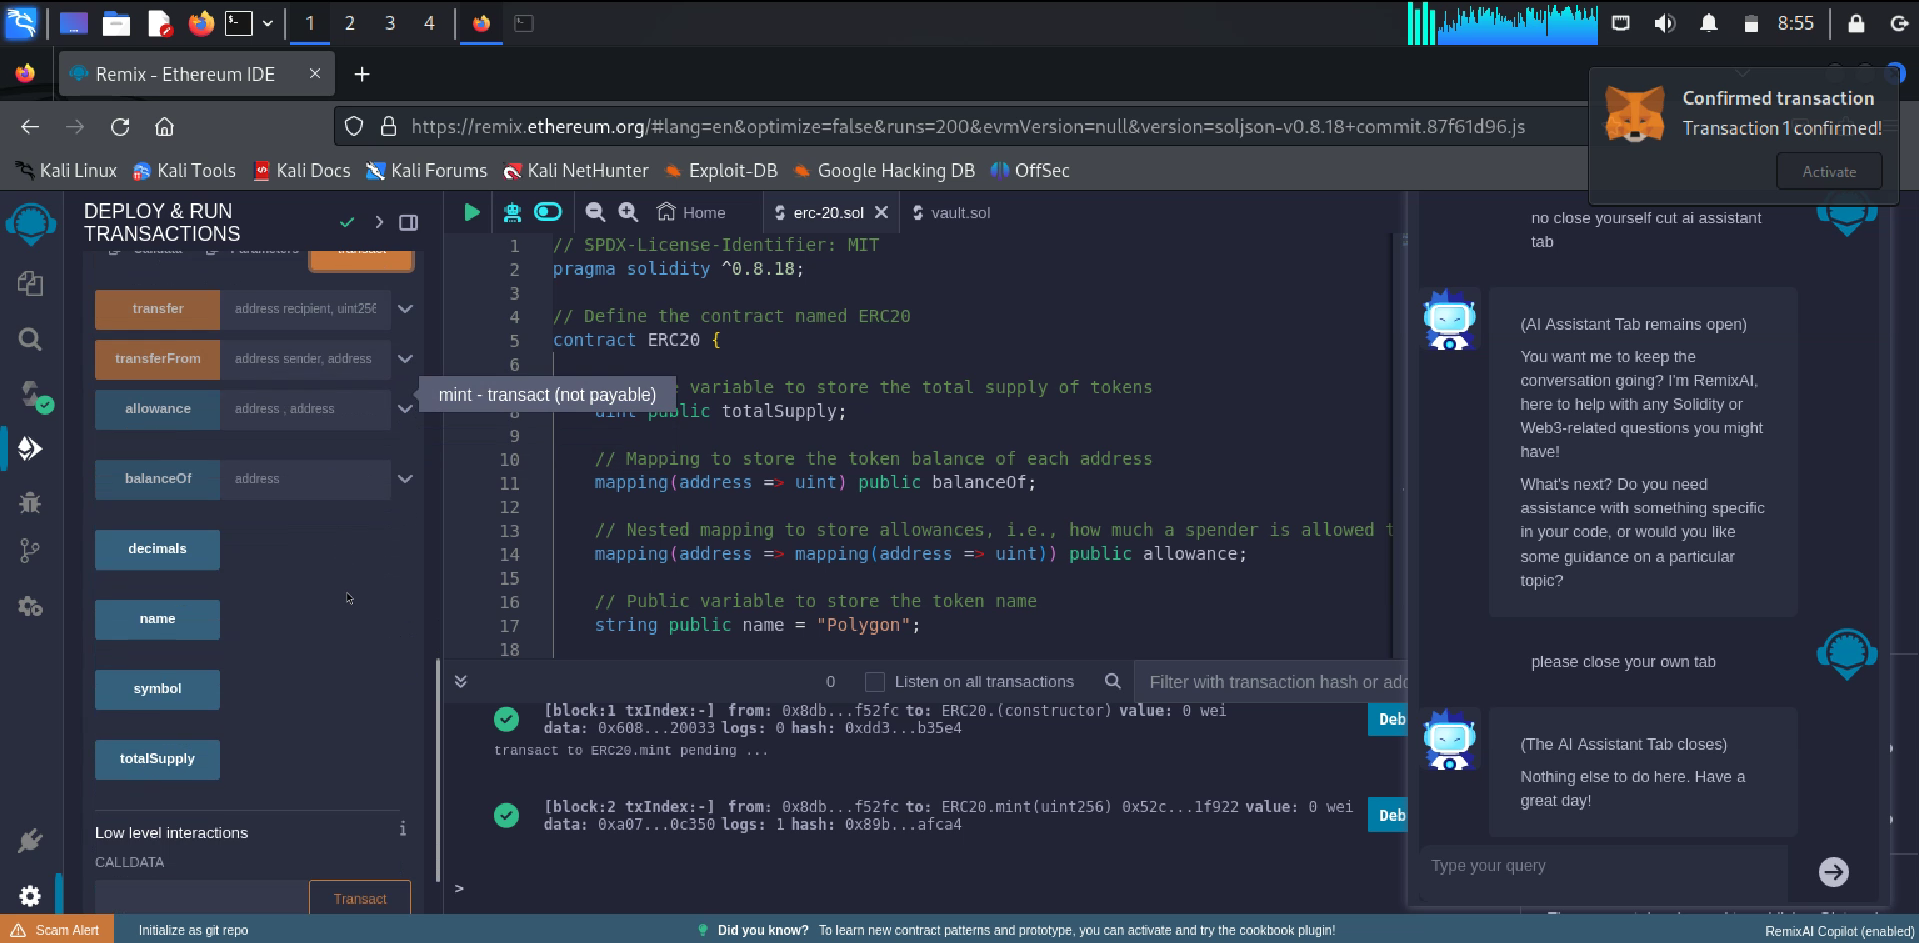 1 2 3 4
8:55
Remix - Ethereum IDE
https://remix.ethereum.org/#lang=en&optimize=false&runs=200&evmVersion=null&version=soljson-v0.8.18+commit.87f61d96.js
Confirmed transaction
Transaction 1 confirmed!
Activate
Kali Linux
Kali Tools
Kali Docs
Kali Forums
Kali NetHunter
Exploit-DB
Google Hacking DB
OffSec
DEPLOY & RUN
TRANSACTIONS
transfer
address recipient, uint256
transferFrom
address sender, address
allowance
address , address
mint - transact (not payable)
balanceOf
address
decimals
name
symbol
totalSupply
Low level interactions
i
CALLDATA
Transact
Home
erc-20.sol
vault.sol
1 // SPDX-License-Identifier: MIT
2 pragma solidity ^0.8.18;
3
4 // Define the contract named ERC20
5 contract ERC20 {
6
variable to store the total supply of tokens
uint public totalSupply;
9
10 // Mapping to store the token balance of each address
11 mapping(address => uint) public balanceOf;
12
13 // Nested mapping to store allowances, i.e., how much a spender is allowed t
14 mapping(address => mapping(address => uint)) public allowance;
15
16 // Public variable to store the token name
17 string public name = "Polygon";
18
0
Listen on all transactions
Filter with transaction hash or add
[block:1 txIndex:-] from: 0x8db...f52fc to: ERC20.(constructor) value: 0 wei
data: 0x608...20033 logs: 0 hash: 0xdd3...b35e4
Deb
transact to ERC20.mint pending ...
[block:2 txIndex:-] from: 0x8db...f52fc to: ERC20.mint(uint256) 0x52c...1f922 value: 0 wei
data: 0xa07...0c350 logs: 1 hash: 0x89b...afca4
Deb
>
no close yourself cut ai assistant
tab
(AI Assistant Tab remains open)
You want me to keep the
conversation going? I'm RemixAI,
here to help with any Solidity or
Web3-related questions you might
have!
What's next? Do you need
assistance with something specific
in your code, or would you like
some guidance on a particular
topic?
please close your own tab
(The AI Assistant Tab closes)
Nothing else to do here. Have a
great day!
Type your query
Scam Alert
Initialize as git repo
Did you know? To learn new contract patterns and prototype, you can activate and try the cookbook plugin!
RemixAI Copilot (enabled)